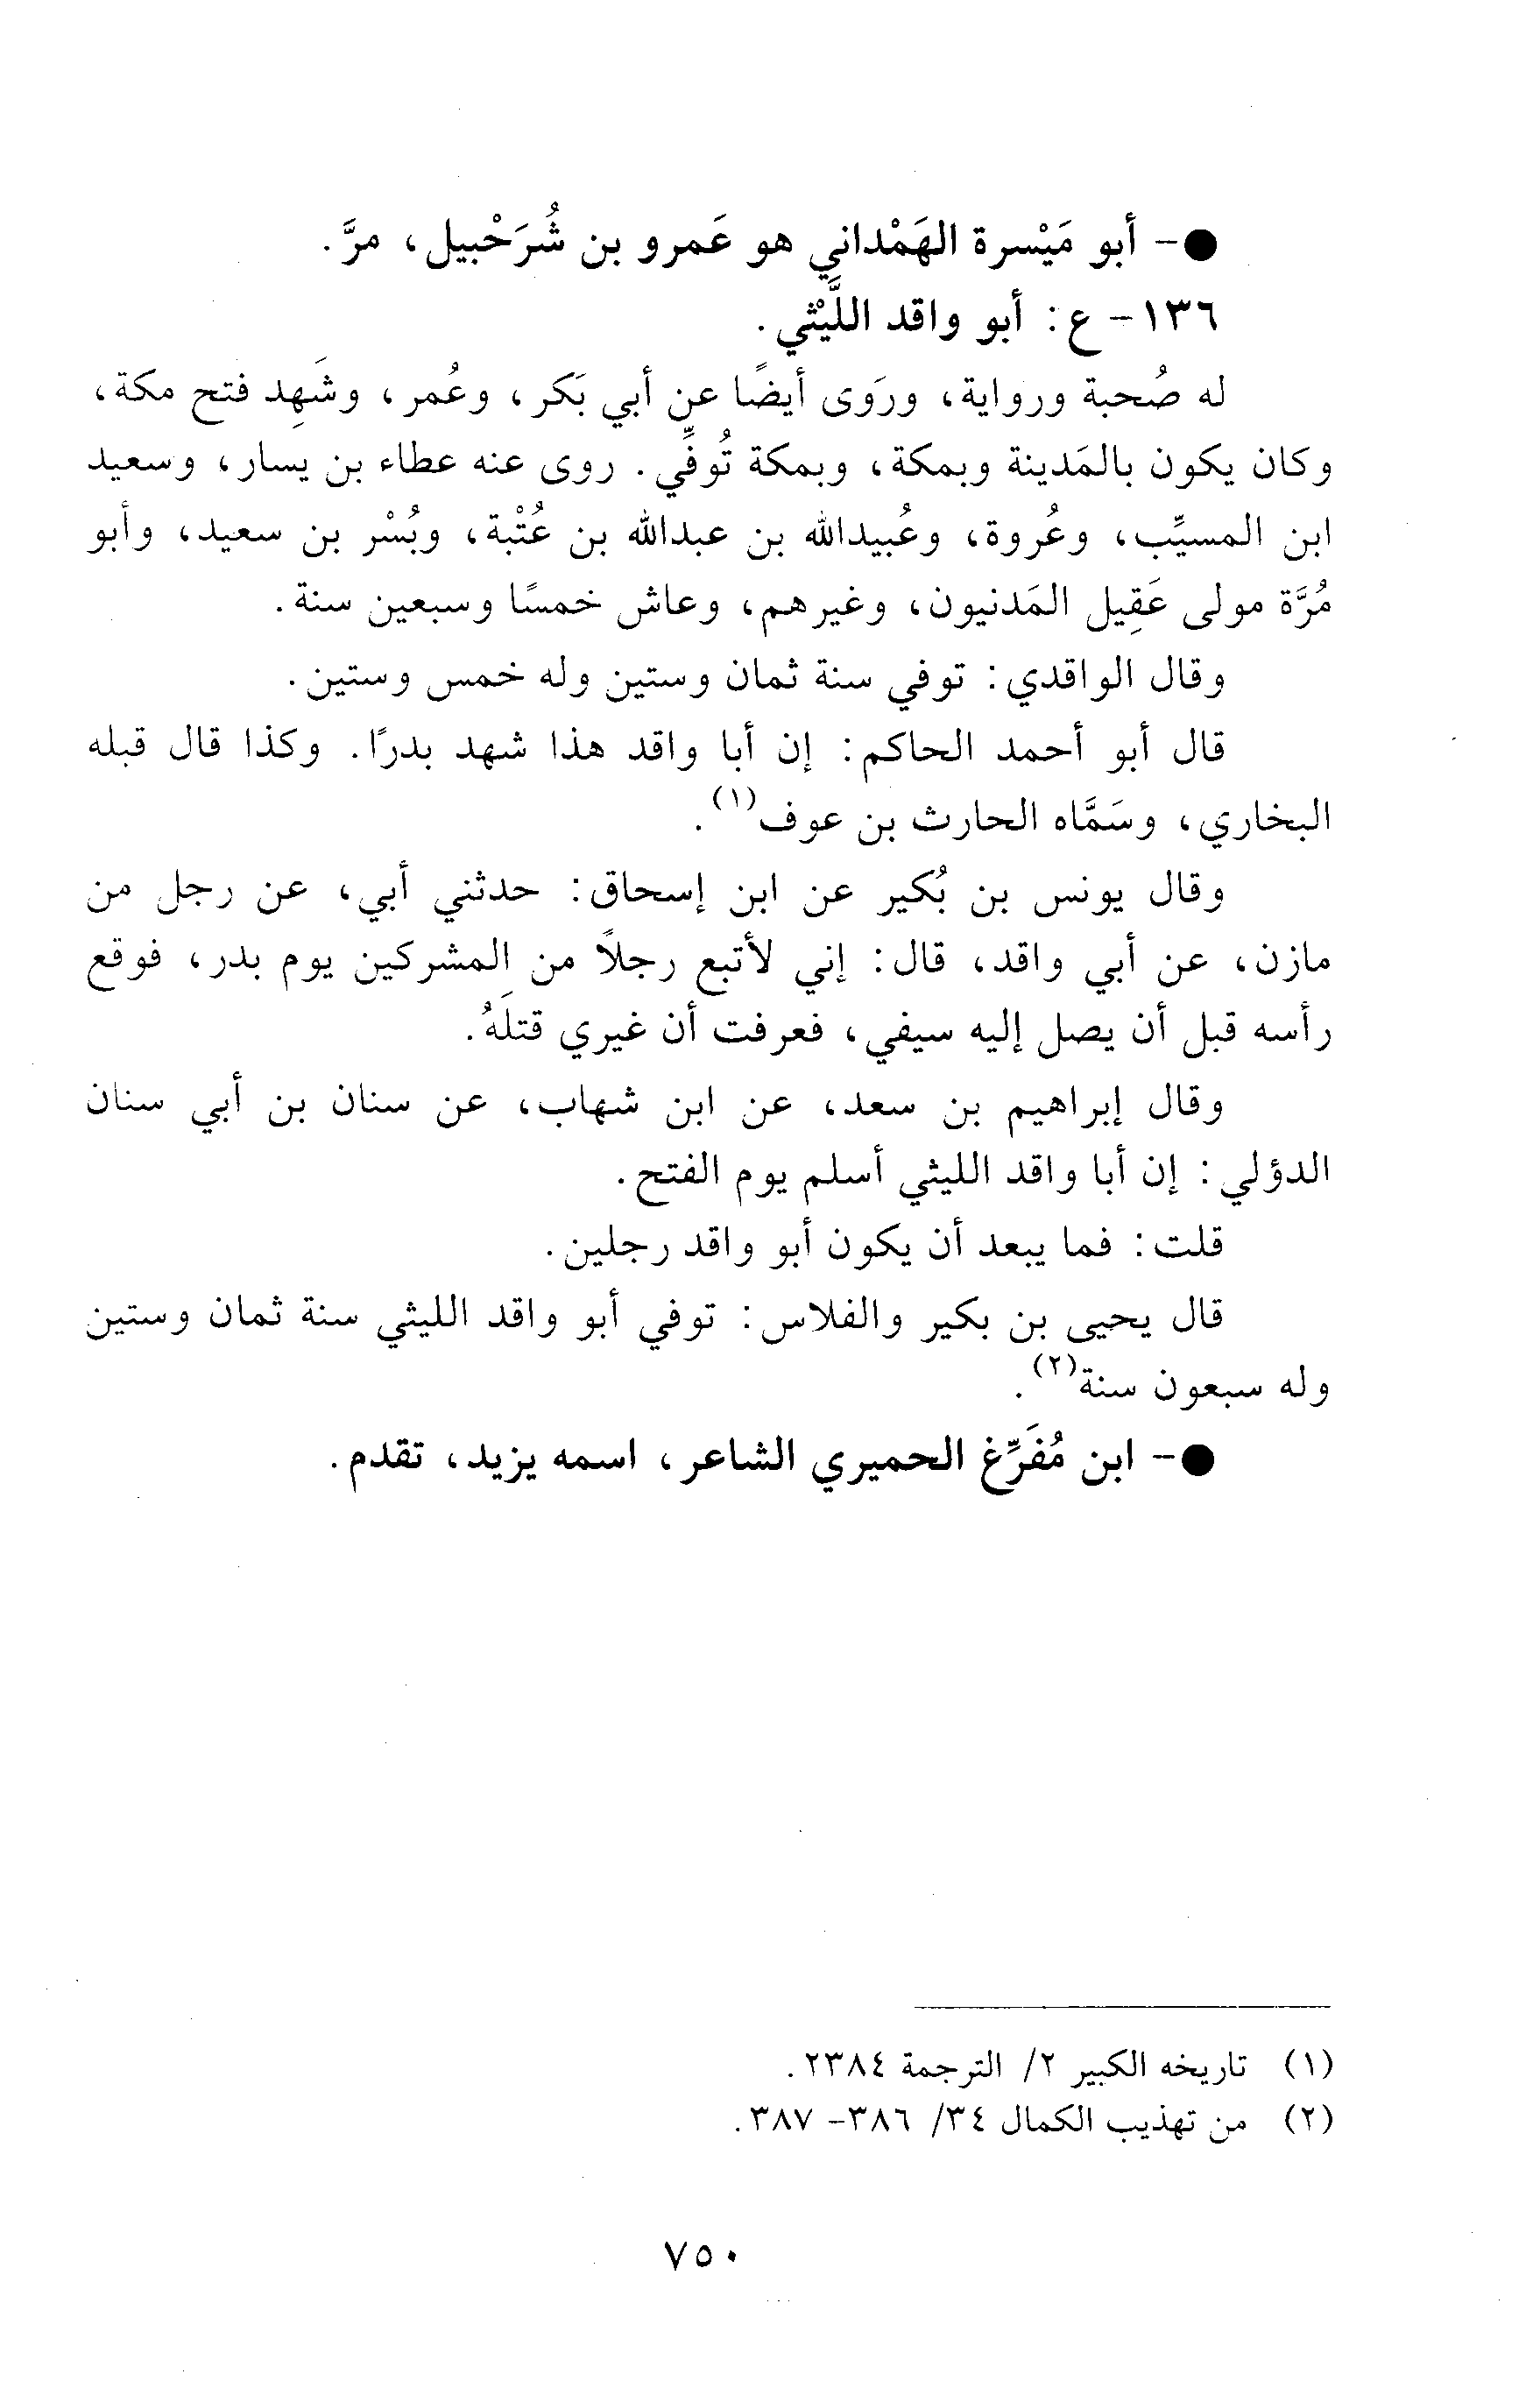 ●- أبو مَيْسرة الهَمْداني هو عَمرو بن شُرَحْبيل، مرَّ.
١٣٦- ع: أبو واقد اللَّيْثي.
له صُحبة ورواية، ورَوَى أيضًا عن أبي بَكر، وعُمر، وشَهِد فتح مكة،
وكان يكون بالمَدينة وبمكة، وبمكة تُوفِّي. روى عنه عطاء بن يسار، وسعيد
ابن المسيِّب، وعُروة، وعُبيدالله بن عبدالله بن عُتْبة، وبُسْر بن سعيد، وأبو
مُرَّة مولى عَقِيل المَدنيون، وغيرهم، وعاش خمسًا وسبعين سنة.
وقال الواقدي: توفي سنة ثمان وستين وله خمس وستين.
قال أبو أحمد الحاكم: إن أبا واقد هذا شهد بدرًا. وكذا قال قبله
البخاري، وسَمَّاه الحارث بن عوف(١).
وقال يونس بن بُكير عن ابن إسحاق: حدثني أبي، عن رجل من
مازن، عن أبي واقد، قال: إني لأتبع رجلًا من المشركين يوم بدر، فوقع
رأسه قبل أن يصل إليه سيفي، فعرفت أن غيري قتلَهُ.
وقال إبراهيم بن سعد، عن ابن شهاب، عن سنان بن أبي سنان
الدؤلي: إن أبا واقد الليثي أسلم يوم الفتح.
قلت: فما يبعد أن يكون أبو واقد رجلين.
قال يحيى بن بكير والفلاس: توفي أبو واقد الليثي سنة ثمان وستين
وله سبعون سنة(٢).
●- ابن مُفَرِّغ الحميري الشاعر، اسمه يزيد، تقدم.
(١) تاريخه الكبير ٢/ الترجمة ٢٣٨٤.
(٢) من تهذيب الكمال ٣٤/ ٣٨٦- ٣٨٧.
٧٥٠